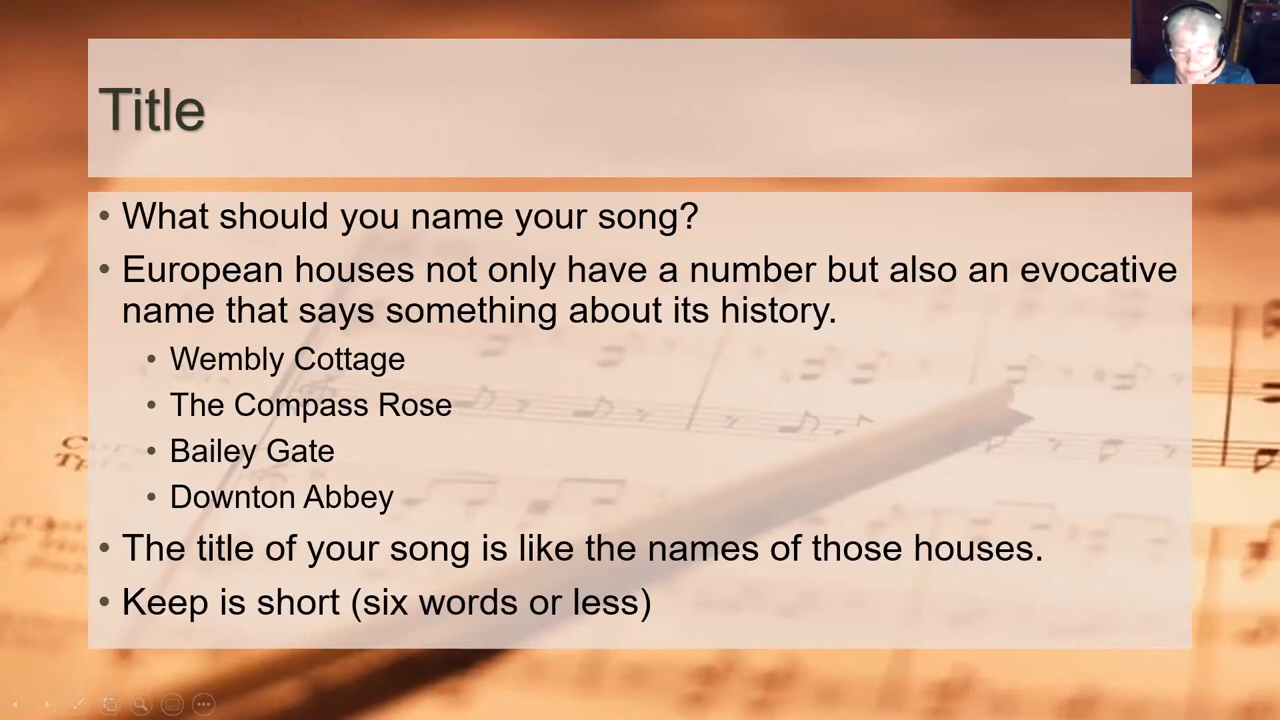 Title
• What should you name your song?
• European houses not only have a number but also an evocative
name that says something about its history.
• Wembly Cottage
• The Compass Rose
• Bailey Gate
• Downton Abbey
• The title of your song is like the names of those houses.
• Keep is short (six words or less)